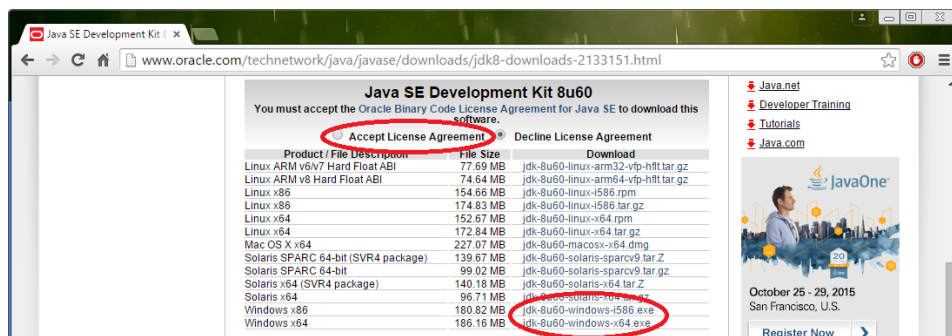 Java SE Development Kit 8
www.oracle.com/technetwork/java/javase/downloads/jdk8-downloads-2133151.html
Java SE Development Kit 8u60
You must accept the Oracle Binary Code License Agreement for Java SE to download this
software.
Accept License Agreement Decline License Agreement
Product / File Description File Size Download
Linux ARM v6/v7 Hard Float ABI 77.69 MB jdk-8u60-linux-arm32-vfp-hflt.tar.gz
Linux ARM v8 Hard Float ABI 74.64 MB jdk-8u60-linux-arm64-vfp-hflt.tar.gz
Linux x86 154.66 MB jdk-8u60-linux-i586.rpm
Linux x86 174.83 MB jdk-8u60-linux-i586.tar.gz
Linux x64 152.67 MB jdk-8u60-linux-x64.rpm
Linux x64 172.84 MB jdk-8u60-linux-x64.tar.gz
Mac OS X x64 227.07 MB jdk-8u60-macosx-x64.dmg
Solaris SPARC 64-bit (SVR4 package) 139.67 MB jdk-8u60-solaris-sparcv9.tar.Z
Solaris SPARC 64-bit 99.02 MB jdk-8u60-solaris-sparcv9.tar.gz
Solaris x64 (SVR4 package) 140.18 MB jdk-8u60-solaris-x64.tar.Z
Solaris x64 96.71 MB jdk-8u60-solaris-x64.tar.gz
Windows x86 180.82 MB jdk-8u60-windows-i586.exe
Windows x64 186.16 MB jdk-8u60-windows-x64.exe
Java.net
Developer Training
Tutorials
Java.com
JavaOne
20
October 25 - 29, 2015
San Francisco, U.S.
Register Now